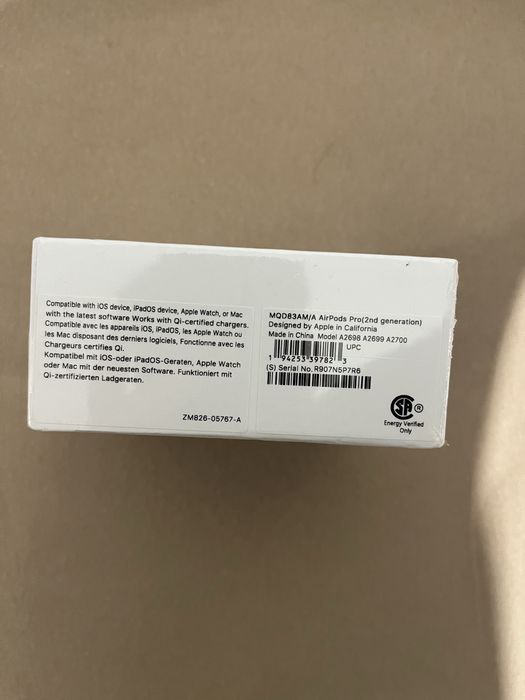 Compatible with iOS device, iPadOS device, Apple Watch, or Mac
with the latest software Works with Qi-certified chargers.
Compatible avec les appareils iOS, iPadOS, les Apple Watch ou
les Mac disposant des derniers logiciels, Fonctionne avec les
Chargeurs certifies Qi.
Kompatibel mit iOS-oder iPadOS-Geraten, Apple Watch
oder Mac mit der neuesten Software. Funktioniert mit
Qi-zertifizierten Ladgeraten.
ZM826-05767-A
MQD83AM/A AirPods Pro(2nd generation)
Designed by Apple in California
Made in China Model A2698 A2699 A2700
UPC
1 94253 39782 3
(S) Serial No. R907N5P7R6
SA ®
Energy Verified
Only